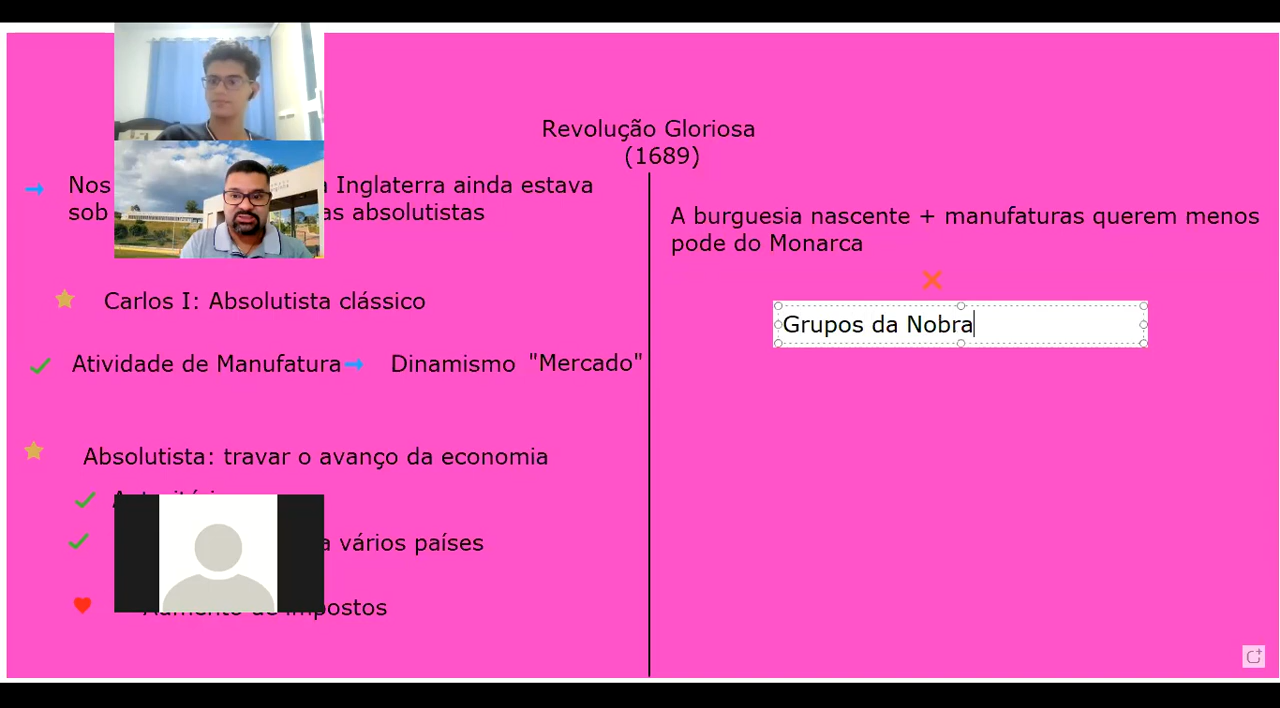 Revolução Gloriosa
(1689)
Nos Inglaterra ainda estava
sob as absolutistas
Carlos I: Absolutista clássico
Atividade de Manufatura → Dinamismo "Mercado"
Absolutista: travar o avanço da economia
a vários países
impostos
A burguesia nascente + manufaturas querem menos
pode do Monarca
Grupos da Nobra